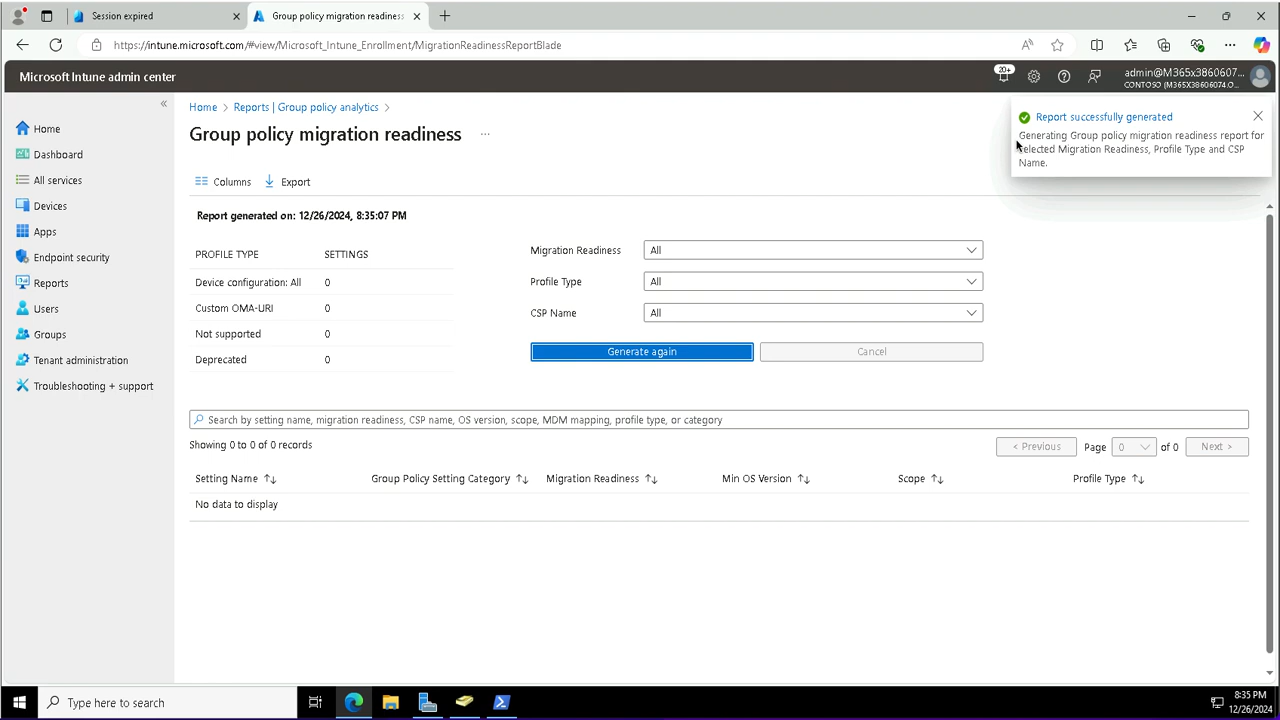 Session expired
Group policy migration readiness
https://intune.microsoft.com/#view/Microsoft_Intune_Enrollment/MigrationReadinessReportBlade
Microsoft Intune admin center
20+
admin@M365x3860607...
CONTOSO (M365X38606074.O...
Home
Dashboard
All services
Devices
Apps
Endpoint security
Reports
Users
Groups
Tenant administration
Troubleshooting + support
Home > Reports | Group policy analytics >
Group policy migration readiness ...
Report successfully generated
Generating Group policy migration readiness report for
selected Migration Readiness, Profile Type and CSP
Name.
Columns Export
Report generated on: 12/26/2024, 8:35:07 PM
PROFILE TYPE SETTINGS
Device configuration: All 0
Custom OMA-URI 0
Not supported 0
Deprecated 0
Migration Readiness All
Profile Type All
CSP Name All
Generate again Cancel
Search by setting name, migration readiness, CSP name, OS version, scope, MDM mapping, profile type, or category
Showing 0 to 0 of 0 records
< Previous Page 0 of 0 Next >
Setting Name Group Policy Setting Category Migration Readiness Min OS Version Scope Profile Type
No data to display
Type here to search
8:35 PM
12/26/2024